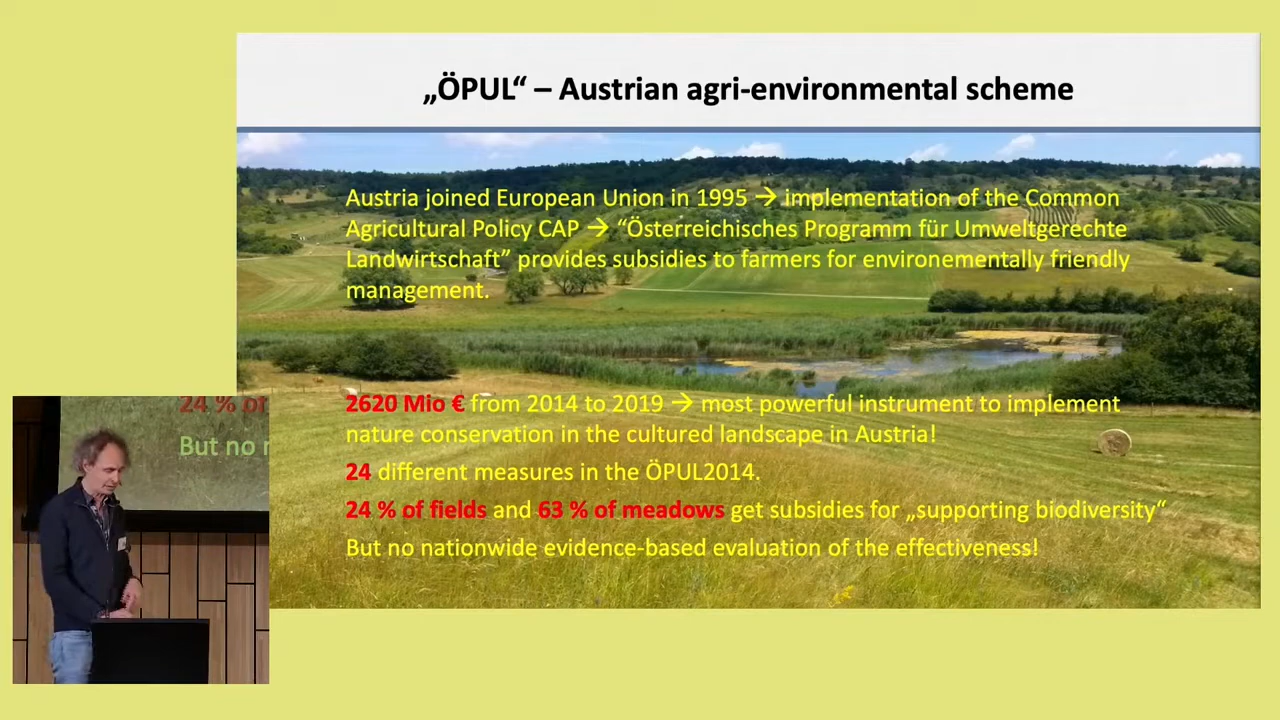 „ÖPUL“ – Austrian agri-environmental scheme
Austria joined European Union in 1995 → implementation of the Common
Agricultural Policy CAP → “Österreichisches Programm für Umweltgerechte
Landwirtschaft” provides subsidies to farmers for environementally friendly
management.
2620 Mio € from 2014 to 2019 → most powerful instrument to implement
nature conservation in the cultured landscape in Austria!
24 different measures in the ÖPUL2014.
24 % of fields and 63 % of meadows get subsidies for „supporting biodiversity“
But no nationwide evidence-based evaluation of the effectiveness!
24 % of
But no